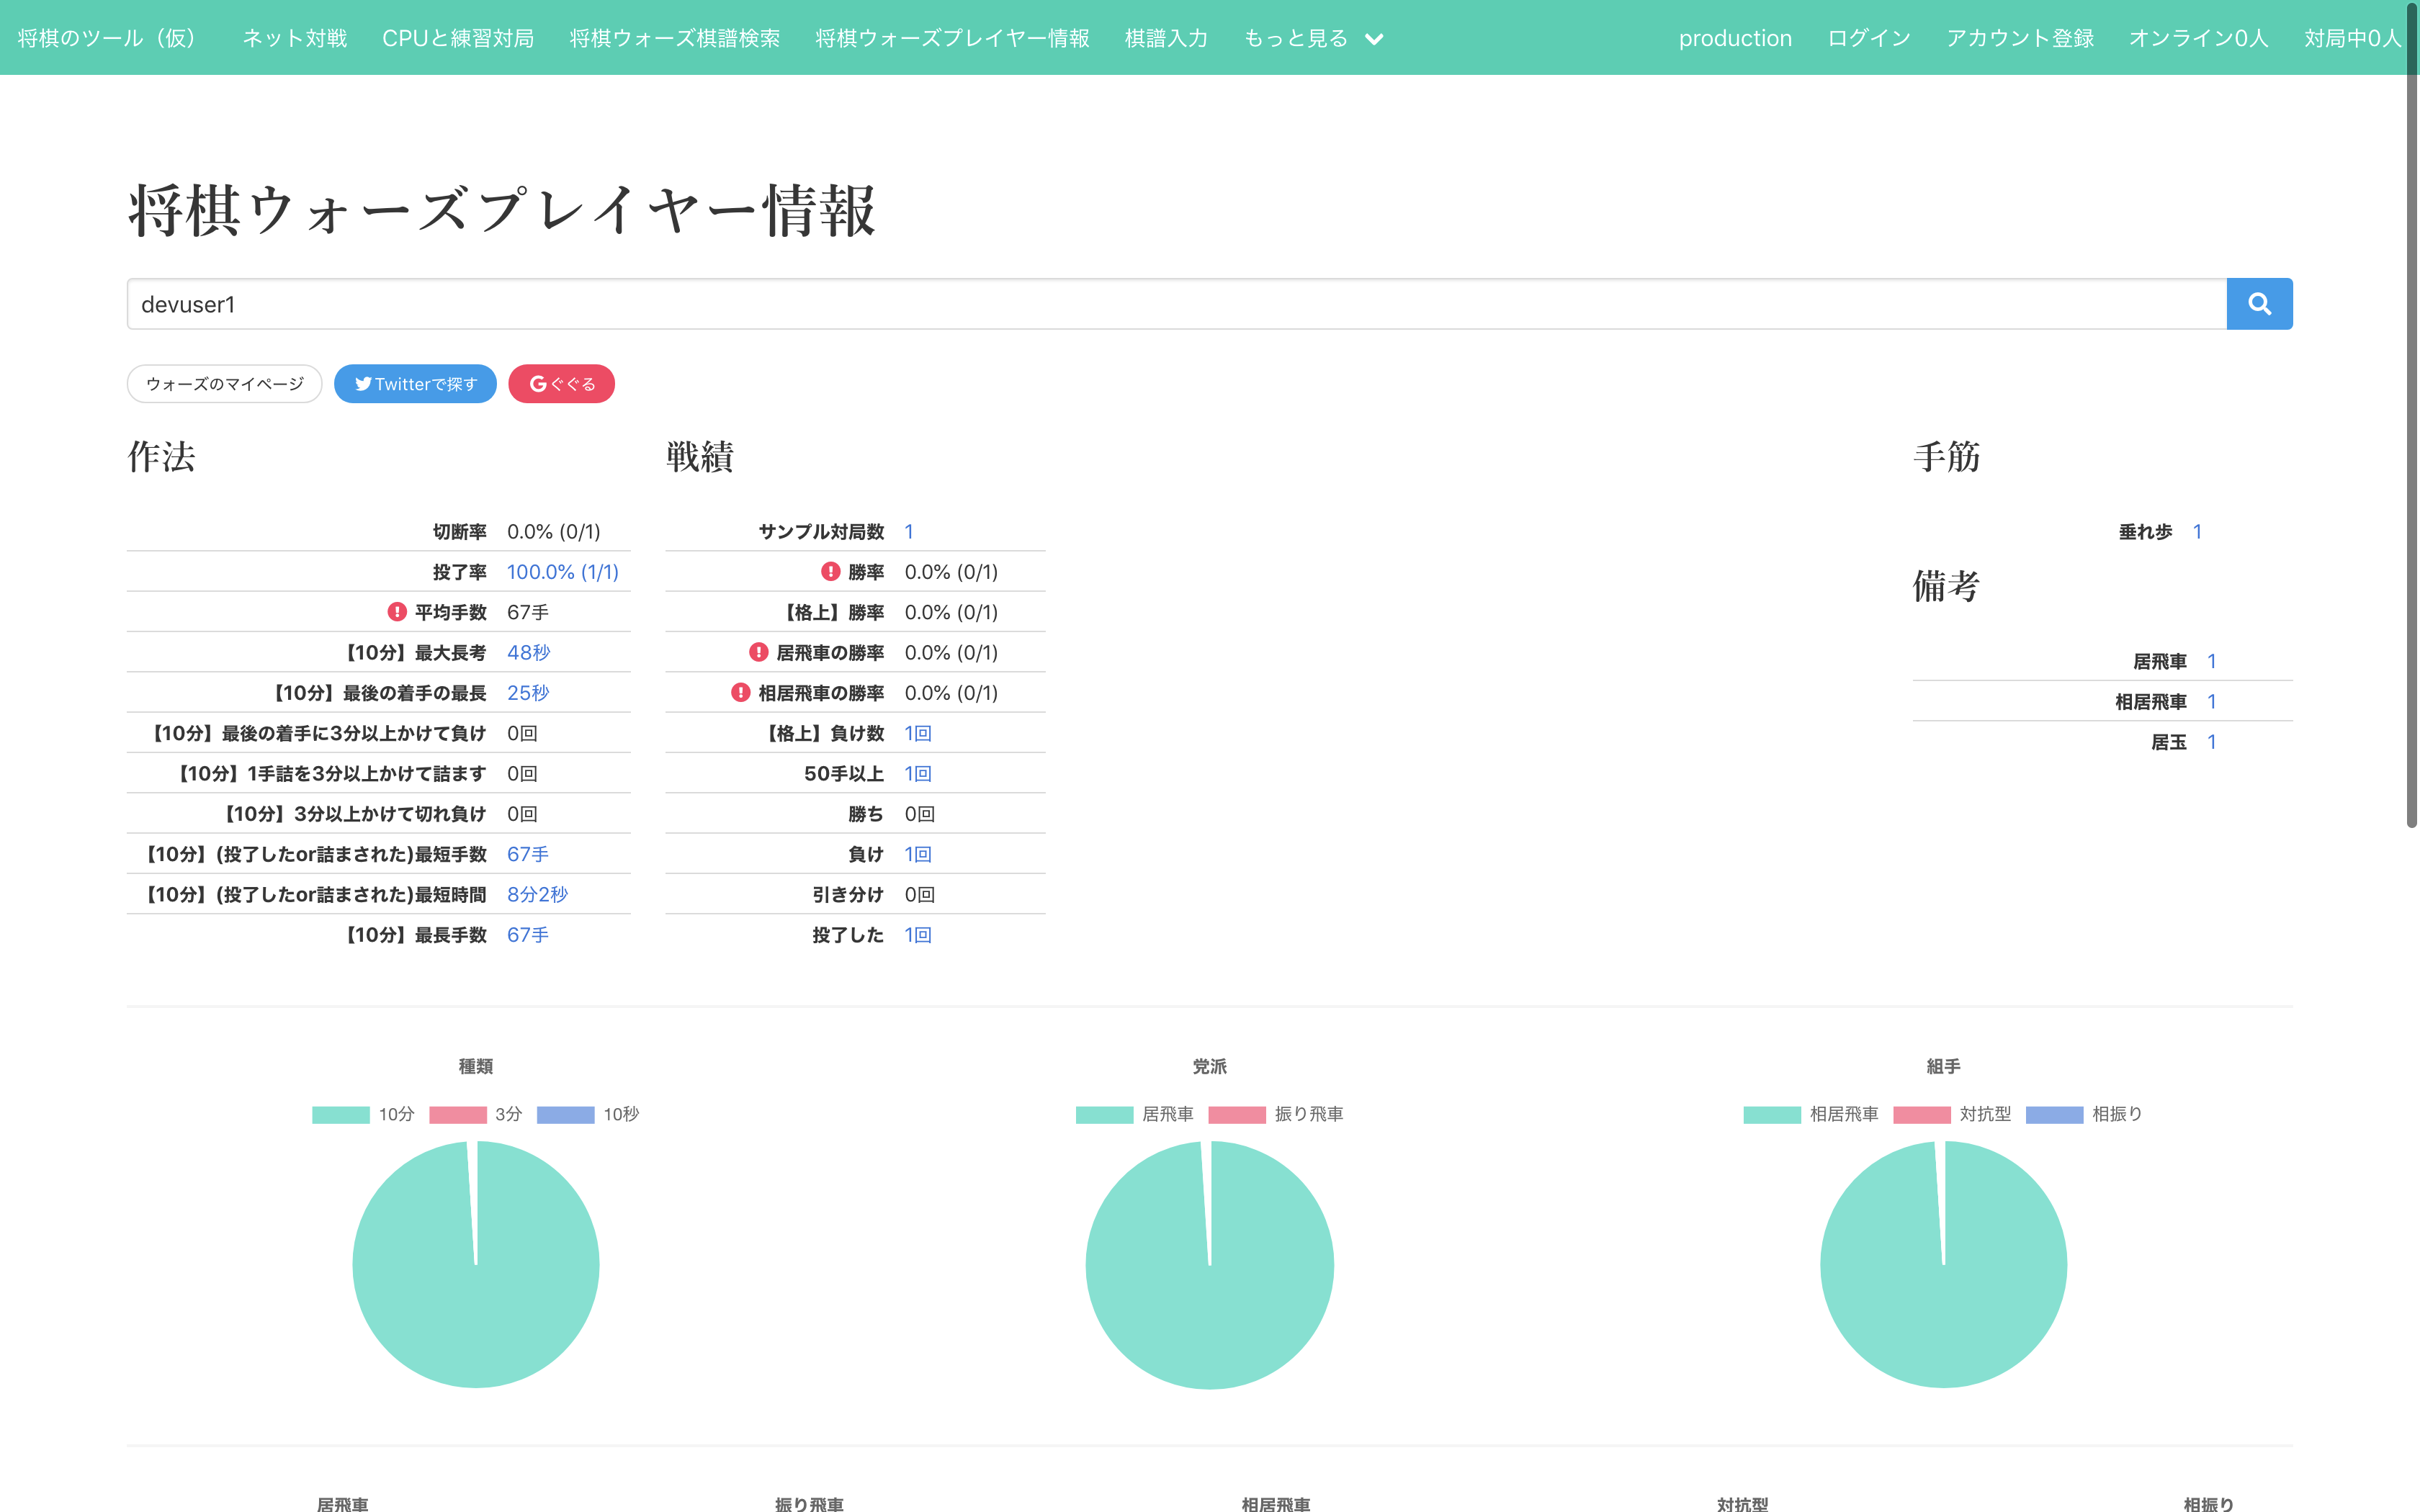 将棋のツール（仮） ネット対戦 CPUと練習対局 将棋ウォーズ棋譜検索 将棋ウォーズプレイヤー情報 棋譜入力 もっと見る production ログイン アカウント登録 オンライン0人 対局中0人
将棋ウォーズプレイヤー情報
devuser1
ウォーズのマイページ Twitterで探す ぐぐる
作法
切断率 0.0% (0/1)
投了率 100.0% (1/1)
平均手数 67手
【10分】最大長考 48秒
【10分】最後の着手の最長 25秒
【10分】最後の着手に3分以上かけて負け 0回
【10分】1手詰を3分以上かけて詰ます 0回
【10分】3分以上かけて切れ負け 0回
【10分】(投了したor詰まされた)最短手数 67手
【10分】(投了したor詰まされた)最短時間 8分2秒
【10分】最長手数 67手
戦績
サンプル対局数 1
勝率 0.0% (0/1)
【格上】勝率 0.0% (0/1)
居飛車の勝率 0.0% (0/1)
相居飛車の勝率 0.0% (0/1)
【格上】負け数 1回
50手以上 1回
勝ち 0回
負け 1回
引き分け 0回
投了した 1回
手筋
垂れ歩 1
備考
居飛車 1
相居飛車 1
居玉 1
種類
10分 3分 10秒
党派
居飛車 振り飛車
組手
相居飛車 対抗型 相振り
居飛車 振り飛車 相居飛車 対抗型 相振り